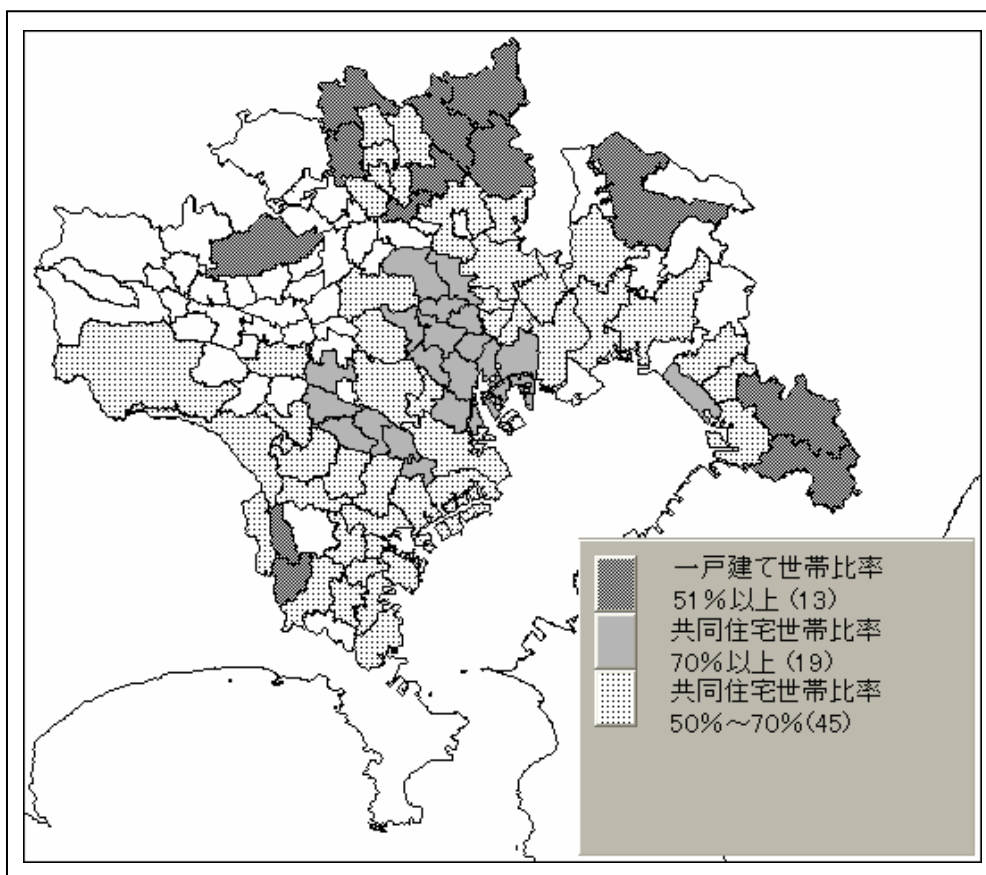 一戸建て世帯比率
51%以上(13)
共同住宅世帯比率
70%以上(19)
共同住宅世帯比率
50%～70%(45)